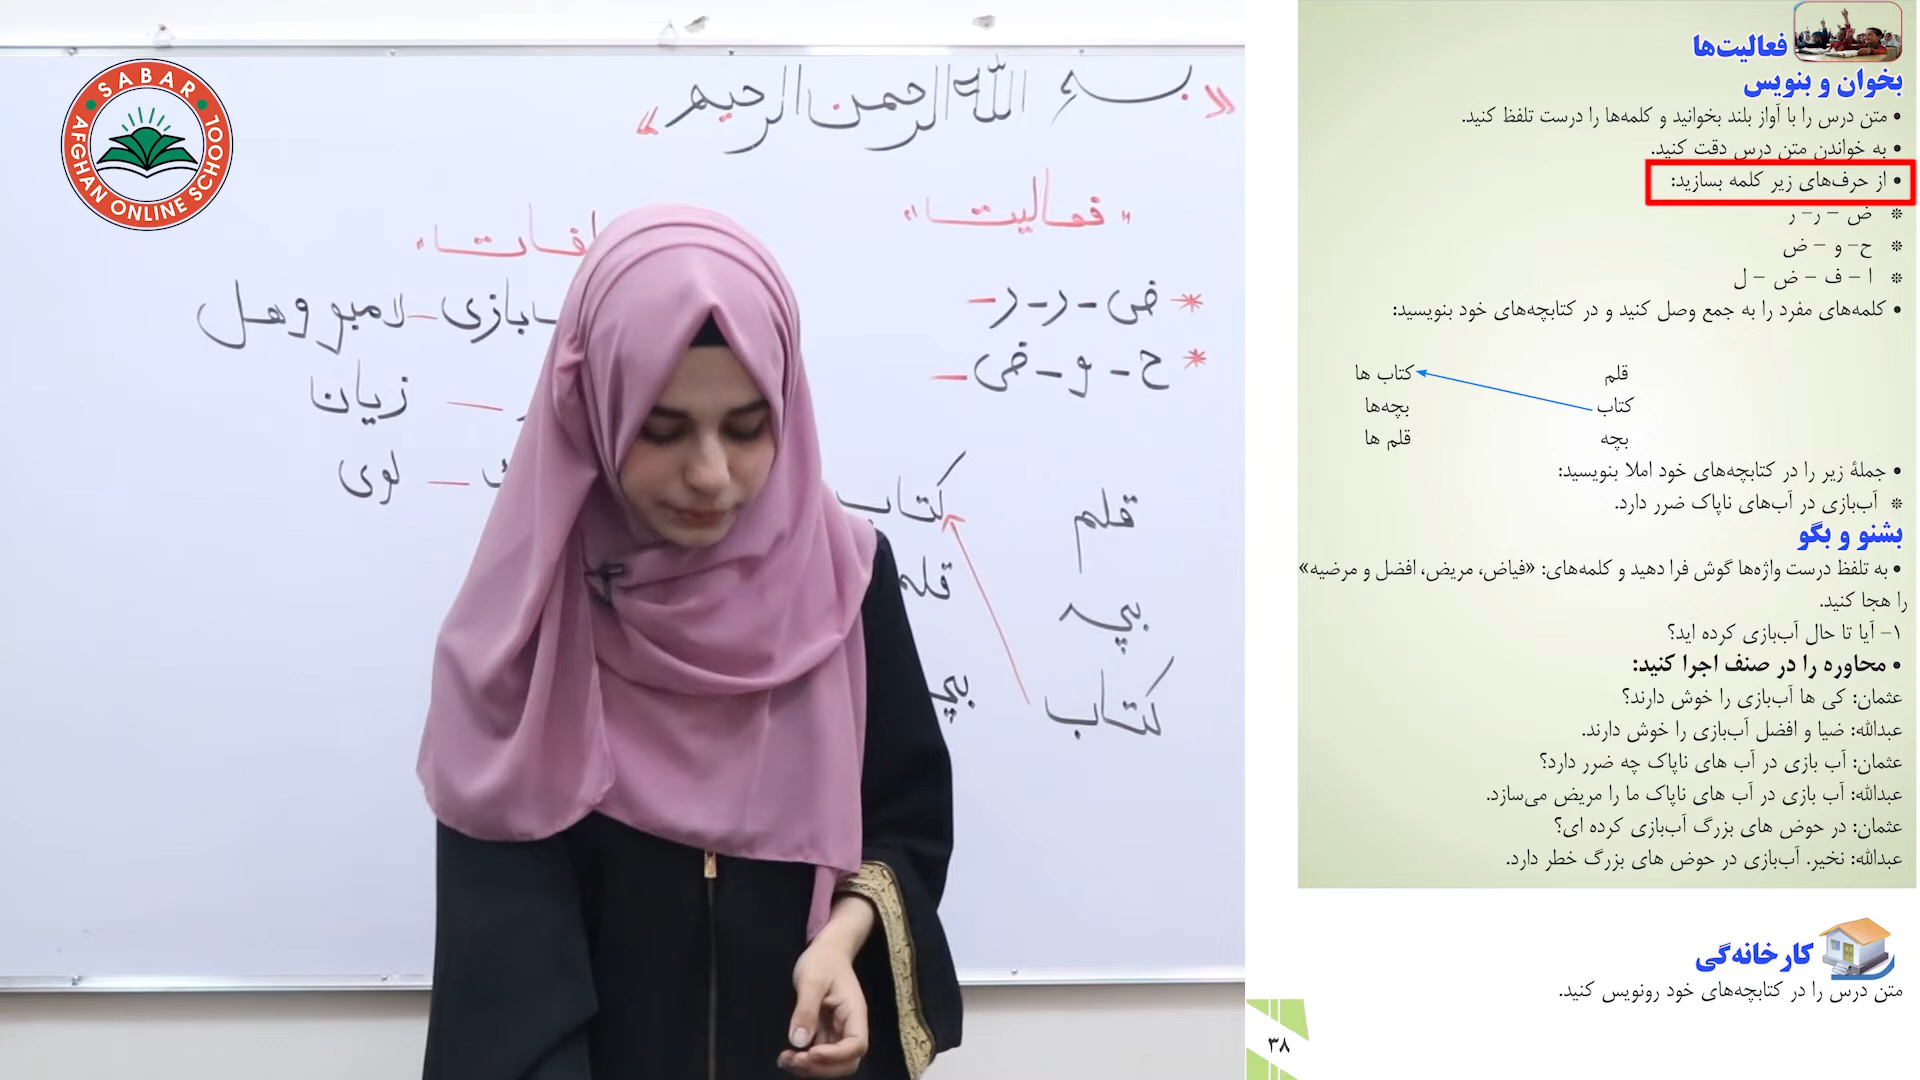 SABAR
AFGHAN ONLINE SCHOOL
« بسم الله الرحمن الرحیم »
"فعالیت"
* ض - ر - ر -
* ح - و - ض -
قلم
بچه
کتاب
کتاب
قلم
بچه
بازی - لامبو وهل
— زیان
— لوی
فعالیت‌ها
بخوان و بنویس
• متن درس را با آواز بلند بخوانید و کلمه‌ها را درست تلفظ کنید.
• به خواندن متن درس دقت کنید.
• از حرف‌های زیر کلمه بسازید:
* ض – ر– ر
* ح– و – ض
* ا – ف – ض – ل
• کلمه‌های مفرد را به جمع وصل کنید و در کتابچه‌های خود بنویسید:
قلم کتاب ها
کتاب بچه‌ها
بچه قلم ها
• جملهٔ زیر را در کتابچه‌های خود املا بنویسید:
* آب‌بازی در آب‌های ناپاک ضرر دارد.
بشنو و بگو
• به تلفظ درست واژه‌ها گوش فرا دهید و کلمه‌های: «فیاض، مریض، افضل و مرضیه»
را هجا کنید.
۱– آیا تا حال آب‌بازی کرده اید؟
• محاوره را در صنف اجرا کنید:
عثمان: کی ها آب‌بازی را خوش دارند؟
عبدالله: ضیا و افضل آب‌بازی را خوش دارند.
عثمان: آب بازی در آب های ناپاک چه ضرر دارد؟
عبدالله: آب بازی در آب های ناپاک ما را مریض می‌سازد.
عثمان: در حوض های بزرگ آب‌بازی کرده ای؟
عبدالله: نخیر. آب‌بازی در حوض های بزرگ خطر دارد.
کارخانه‌گی
متن درس را در کتابچه‌های خود رونویس کنید.
۳۸